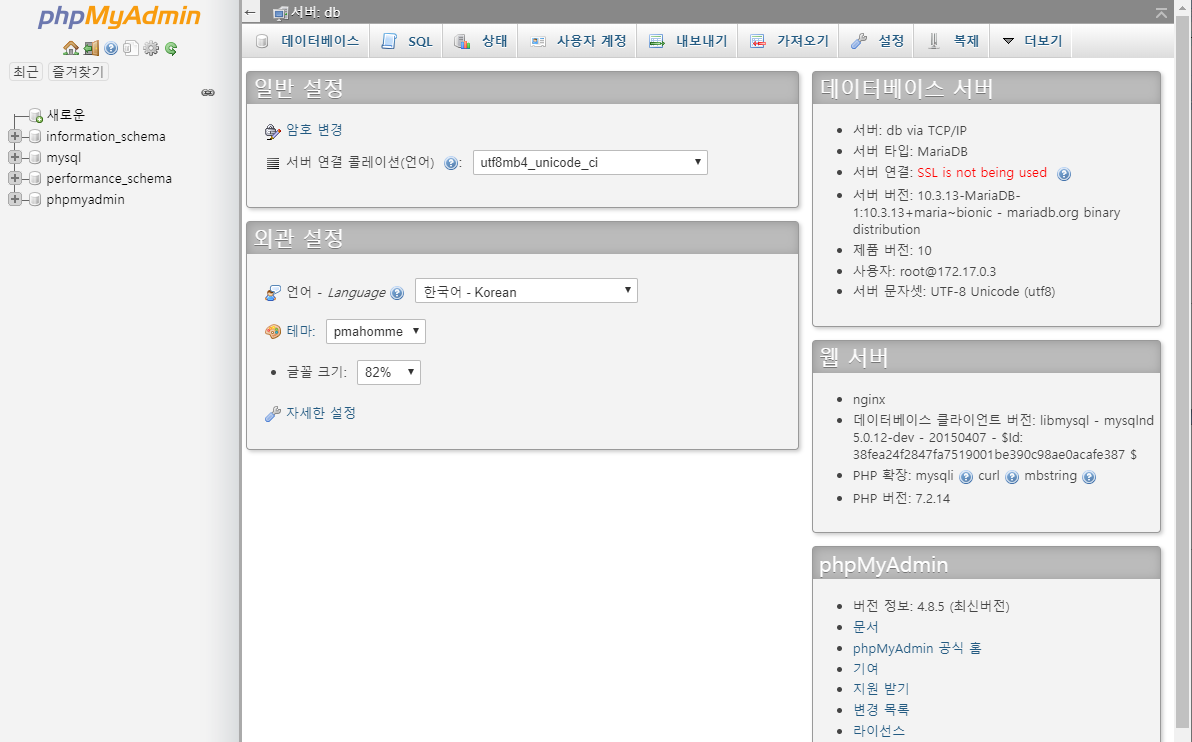 phpMyAdmin
최근 즐겨찾기
새로운
information_schema
mysql
performance_schema
phpmyadmin
서버: db
데이터베이스 SQL 상태 사용자 계정 내보내기 가져오기 설정 복제 더보기
일반 설정
암호 변경
서버 연결 콜레이션(언어) : utf8mb4_unicode_ci
외관 설정
언어 - Language 한국어 - Korean
테마: pmahomme
글꼴 크기: 82%
자세한 설정
데이터베이스 서버
서버: db via TCP/IP
서버 타입: MariaDB
서버 연결: SSL is not being used
서버 버전: 10.3.13-MariaDB-
1:10.3.13+maria~bionic - mariadb.org binary
distribution
제품 버전: 10
사용자: root@172.17.0.3
서버 문자셋: UTF-8 Unicode (utf8)
웹 서버
nginx
데이터베이스 클라이언트 버전: libmysql - mysqlnd
5.0.12-dev - 20150407 - $Id:
38fea24f2847fa7519001be390c98ae0acafe387 $
PHP 확장: mysqli curl mbstring
PHP 버전: 7.2.14
phpMyAdmin
버전 정보: 4.8.5 (최신버전)
문서
phpMyAdmin 공식 홈
기여
지원 받기
변경 목록
라이선스